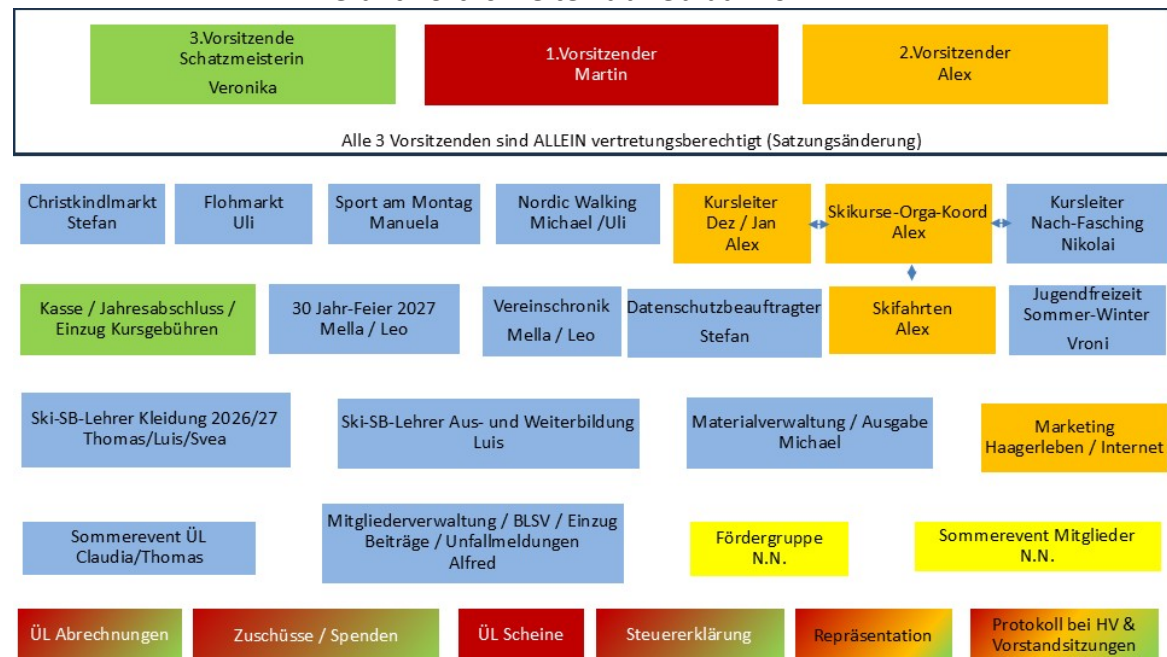 3.Vorsitzende
Schatzmeisterin
Veronika
1.Vorsitzender
Martin
2.Vorsitzender
Alex
Alle 3 Vorsitzenden sind ALLEIN vertretungsberechtigt (Satzungsänderung)
Christkindlmarkt
Stefan
Flohmarkt
Uli
Sport am Montag
Manuela
Nordic Walking
Michael /Uli
Kursleiter
Dez / Jan
Alex
Skikurse-Orga-Koord
Alex
Kursleiter
Nach-Fasching
Nikolai
Kasse / Jahresabschluss /
Einzug Kursgebühren
30 Jahr-Feier 2027
Mella / Leo
Vereinschronik
Mella / Leo
Datenschutzbeauftragter
Stefan
Skifahrten
Alex
Jugendfreizeit
Sommer-Winter
Vroni
Ski-SB-Lehrer Kleidung 2026/27
Thomas/Luis/Svea
Ski-SB-Lehrer Aus- und Weiterbildung
Luis
Materialverwaltung / Ausgabe
Michael
Marketing
Haagerleben / Internet
Sommerevent ÜL
Claudia/Thomas
Mitgliederverwaltung / BLSV / Einzug
Beiträge / Unfallmeldungen
Alfred
Fördergruppe
N.N.
Sommerevent Mitglieder
N.N.
ÜL Abrechnungen
Zuschüsse / Spenden
ÜL Scheine
Steuererklärung
Repräsentation
Protokoll bei HV &
Vorstandsitzungen